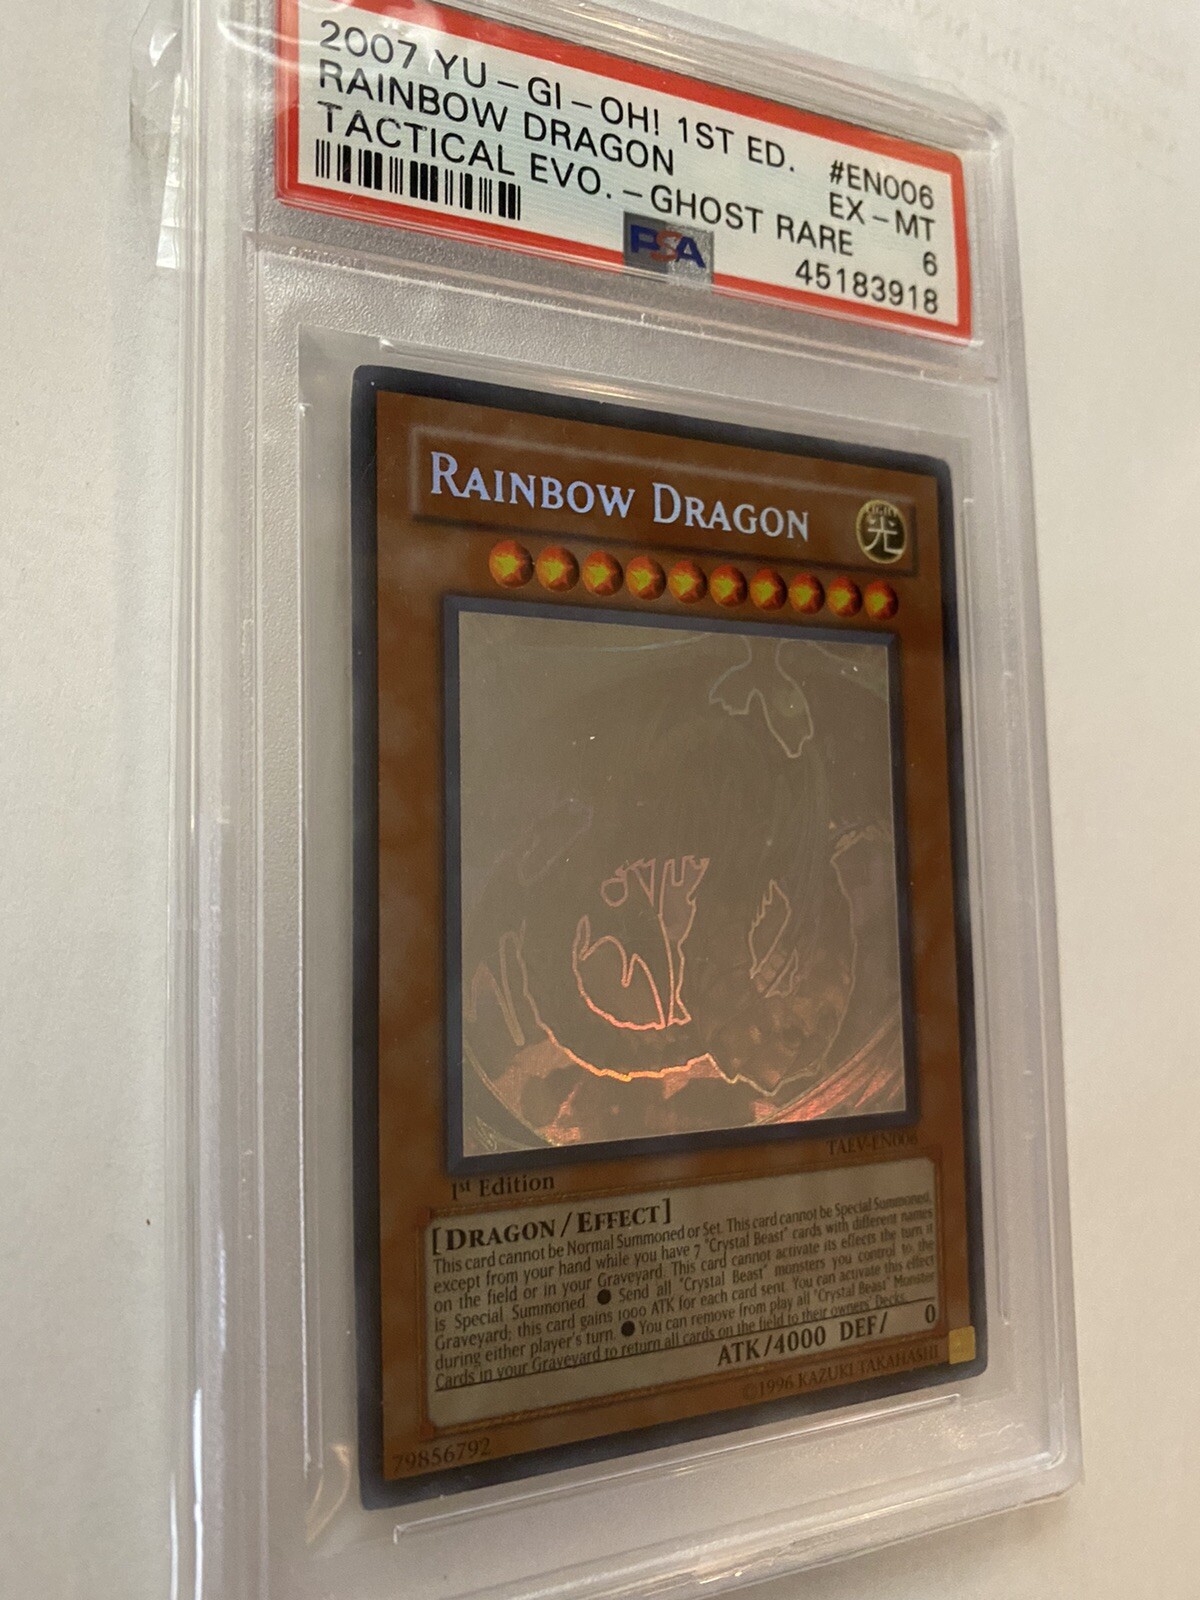 2007 YU-GI-OH! 1ST ED. #EN006
RAINBOW DRAGON EX-MT
TACTICAL EVO.-GHOST RARE 6
PSA 45183918
RAINBOW DRAGON
LIGHT
光
TAEV-EN006
1st Edition
[DRAGON/EFFECT]
This card cannot be Normal Summoned or Set. This card cannot be Special Summoned,
except from your hand while you have 7 "Crystal Beast" cards with different names
on the field or in your Graveyard. This card cannot activate its effects the turn it
is Special Summoned. ● Send all "Crystal Beast" monsters you control to the
Graveyard; this card gains 1000 ATK for each card sent. You can activate this effect
during either player's turn. ● You can remove from play all "Crystal Beast" Monster
Cards in your Graveyard to return all cards on the field to their owners' Decks.
ATK/4000 DEF/ 0
79856792 ©1996 KAZUKI TAKAHASHI